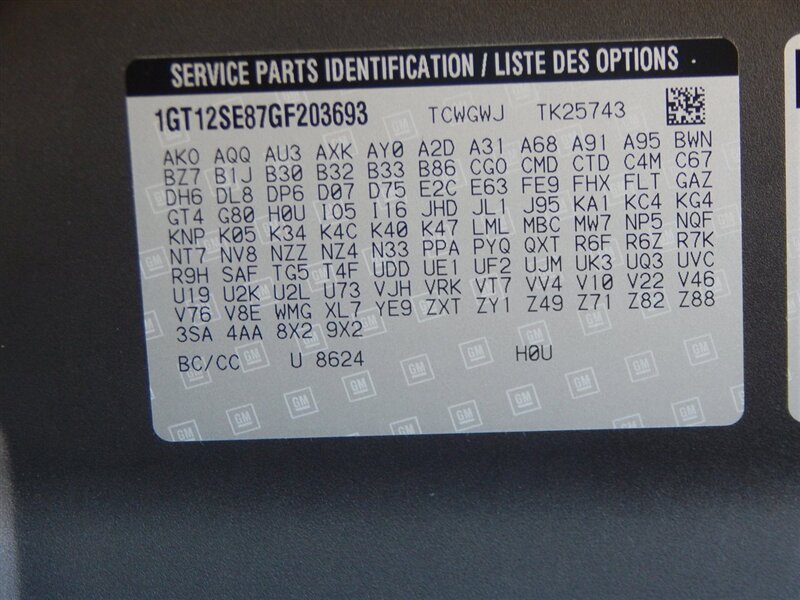 SERVICE PARTS IDENTIFICATION / LISTE DES OPTIONS
1GT12SE87GF203693 TCWGWJ TK25743
AKO AQQ AU3 AXK AY0 A2D A31 A68 A91 A95 BWN
BZ7 B1J B30 B32 B33 B86 CGO CMD CTD C4M C67
DH6 DL8 DP6 D07 D75 E2C E63 FE9 FHX FLT GAZ
GT4 G80 H0U I05 I16 JHD JL1 J95 KA1 KC4 KG4
KNP K05 K34 K4C K40 K47 LML MBC MW7 NP5 NQF
NT7 NV8 NZZ NZ4 N33 PPA PYQ QXT R6F R6Z R7K
R9H SAF TG5 T4F UDD UE1 UF2 UJM UK3 UQ3 UVC
U19 U2K U2L U73 VJH VRK VT7 VV4 V10 V22 V46
V76 V8E WMG XL7 YE9 ZXT ZY1 Z49 Z71 Z82 Z88
3SA 4AA 8X2 9X2
BC/CC U 8624 H0U